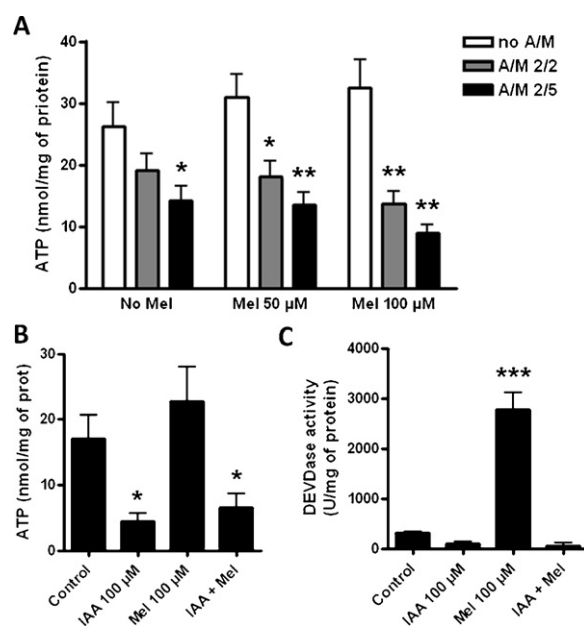 A
no A/M
A/M 2/2
A/M 2/5
ATP (nmol/mg of priotein)
40
30
20
10
0
*
*
**
**
**
No Mel
Mel 50 µM
Mel 100 µM
B
ATP (nmol/mg of prot)
30
20
10
0
*
*
Control
IAA 100 µM
Mel 100 µM
IAA + Mel
C
DEVDase activity
(U/mg of protein)
4000
3000
2000
1000
0
***
Control
IAA 100 µM
Mel 100 µM
IAA + Mel